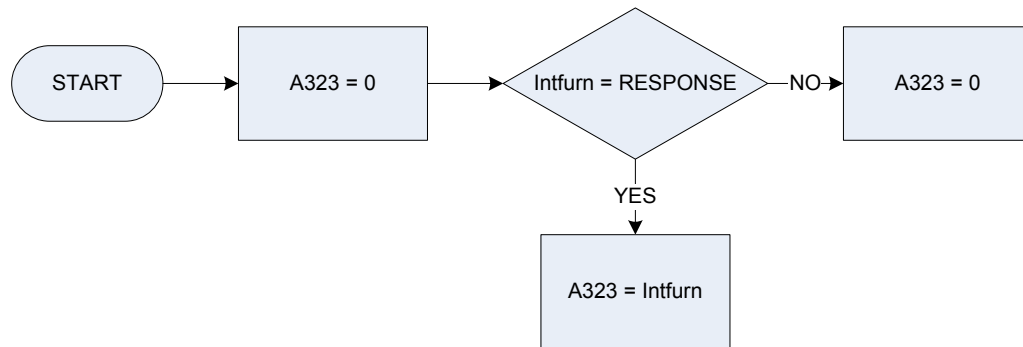 START
A323 = 0
Intfurn = RESPONSE
NO
A323 = 0
YES
A323 = Intfurn